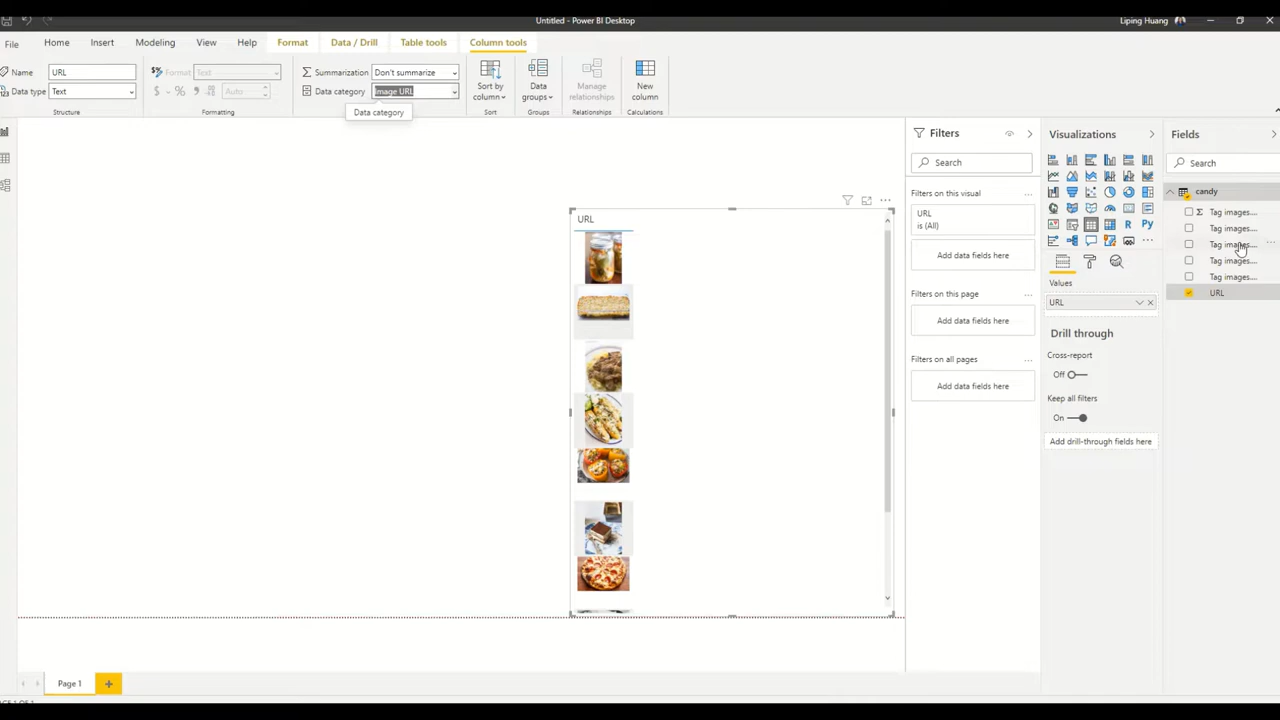 Untitled - Power BI Desktop
Liping Huang
File Home Insert Modeling View Help Format Data / Drill Table tools Column tools
Name URL
Data type Text
Structure
Format Text
$ % Auto
Formatting
Summarization Don't summarize
Data category Image URL
Data category
Sort by column
Sort
Data groups
Groups
Manage relationships
Relationships
New column
Calculations
URL
Filters
Search
Filters on this visual
URL
is (All)
Add data fields here
Filters on this page
Add data fields here
Filters on all pages
Add data fields here
Visualizations
R Py
Values
URL
Drill through
Cross-report
Off
Keep all filters
On
Add drill-through fields here
Fields
Search
candy
Tag images....
Tag images....
Tag images....
Tag images....
Tag images....
URL
Page 1